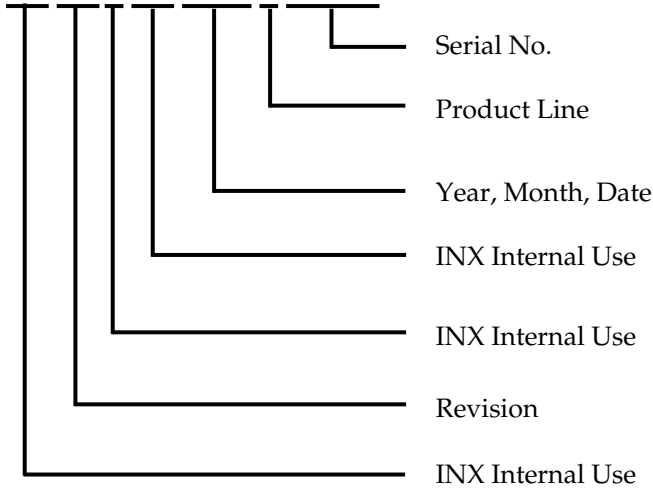 Serial No.
Product Line
Year, Month, Date
INX Internal Use
INX Internal Use
Revision
INX Internal Use